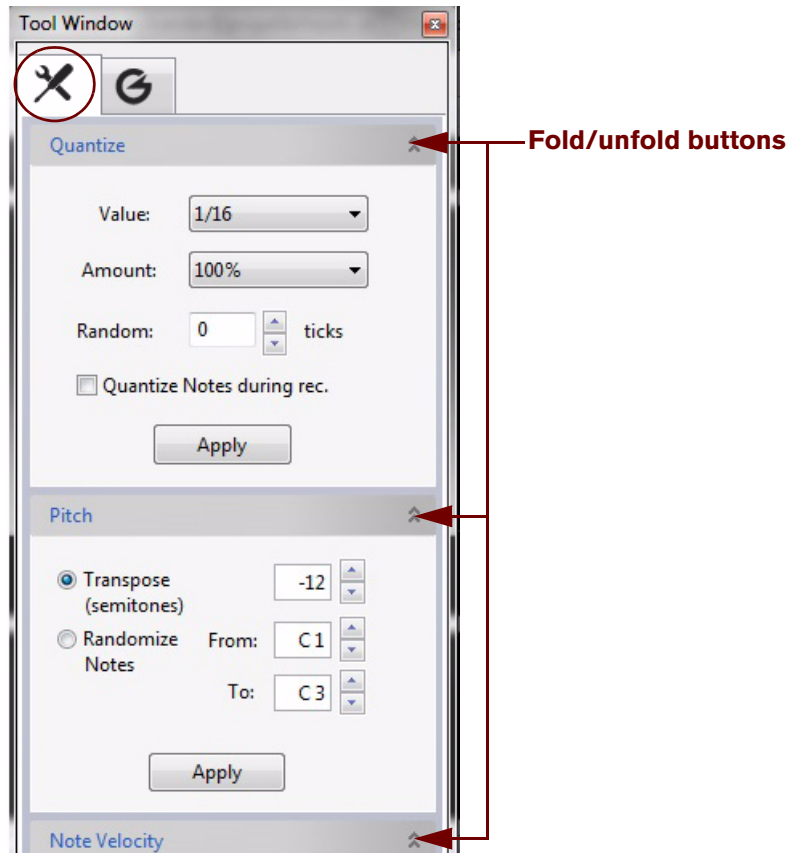 Tool Window
Fold/unfold buttons
Quantize
Value: 1/16
Amount: 100%
Random: 0 ticks
Quantize Notes during rec.
Apply
Pitch
Transpose -12
(semitones)
Randomize From: C 1
Notes
To: C 3
Apply
Note Velocity